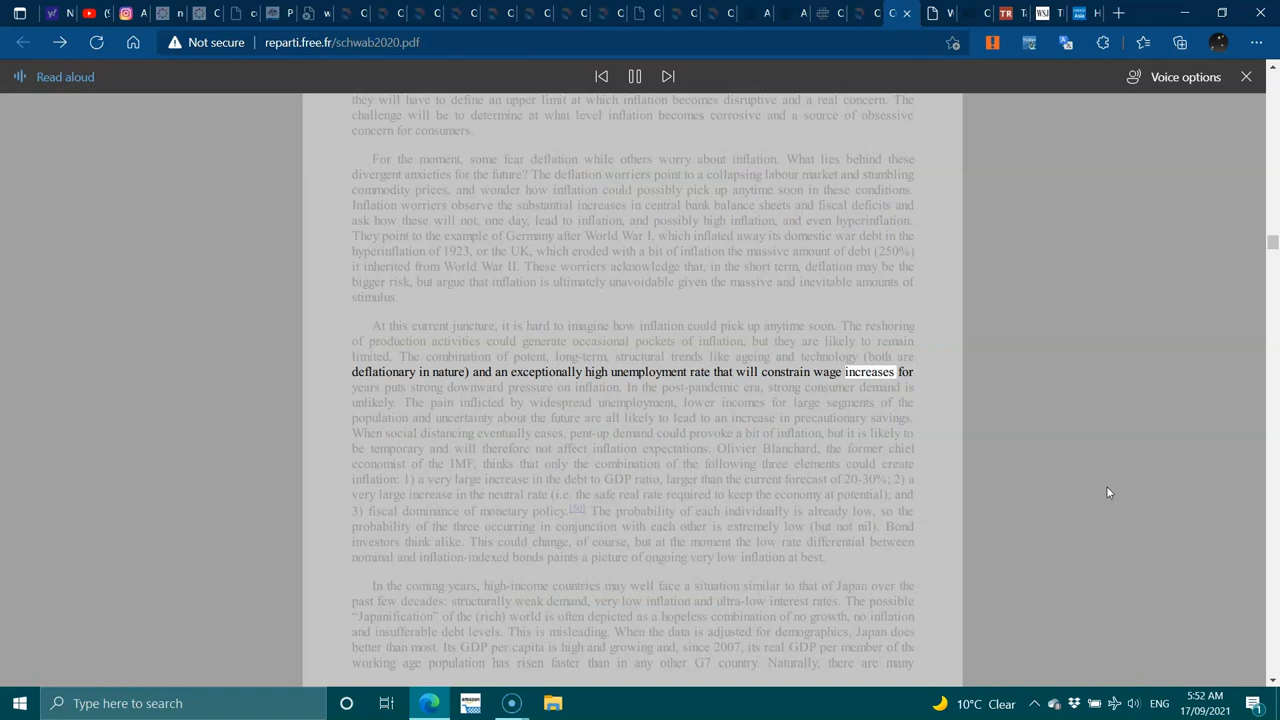 Not secure
reparti.free.fr/schwab2020.pdf
Read aloud
Voice options
they will have to define an upper limit at which inflation becomes disruptive and a real concern. The
challenge will be to determine at what level inflation becomes corrosive and a source of obsessive
concern for consumers.
For the moment, some fear deflation while others worry about inflation. What lies behind these
divergent anxieties for the future? The deflation worriers point to a collapsing labour market and stumbling
commodity prices, and wonder how inflation could possibly pick up anytime soon in these conditions.
Inflation worriers observe the substantial increases in central bank balance sheets and fiscal deficits and
ask how these will not, one day, lead to inflation, and possibly high inflation, and even hyperinflation.
They point to the example of Germany after World War I, which inflated away its domestic war debt in the
hyperinflation of 1923, or the UK, which eroded with a bit of inflation the massive amount of debt (250%)
it inherited from World War II. These worriers acknowledge that, in the short term, deflation may be the
bigger risk, but argue that inflation is ultimately unavoidable given the massive and inevitable amounts of
stimulus.
At this current juncture, it is hard to imagine how inflation could pick up anytime soon. The reshoring
of production activities could generate occasional pockets of inflation, but they are likely to remain
limited. The combination of potent, long-term, structural trends like ageing and technology (both are
deflationary in nature) and an exceptionally high unemployment rate that will constrain wage increases for
years puts strong downward pressure on inflation. In the post-pandemic era, strong consumer demand is
unlikely. The pain inflicted by widespread unemployment, lower incomes for large segments of the
population and uncertainty about the future are all likely to lead to an increase in precautionary savings.
When social distancing eventually eases, pent-up demand could provoke a bit of inflation, but it is likely to
be temporary and will therefore not affect inflation expectations. Olivier Blanchard, the former chief
economist of the IMF, thinks that only the combination of the following three elements could create
inflation: 1) a very large increase in the debt to GDP ratio, larger than the current forecast of 20-30%; 2) a
very large increase in the neutral rate (i.e. the safe real rate required to keep the economy at potential); and
3) fiscal dominance of monetary policy.[50] The probability of each individually is already low, so the
probability of the three occurring in conjunction with each other is extremely low (but not nil). Bond
investors think alike. This could change, of course, but at the moment the low rate differential between
nominal and inflation-indexed bonds paints a picture of ongoing very low inflation at best.
In the coming years, high-income countries may well face a situation similar to that of Japan over the
past few decades: structurally weak demand, very low inflation and ultra-low interest rates. The possible
“Japanification” of the (rich) world is often depicted as a hopeless combination of no growth, no inflation
and insufferable debt levels. This is misleading. When the data is adjusted for demographics, Japan does
better than most. Its GDP per capita is high and growing and, since 2007, its real GDP per member of the
working age population has risen faster than in any other G7 country. Naturally, there are many
Type here to search
amazon
10°C Clear
ENG
5:52 AM
17/09/2021